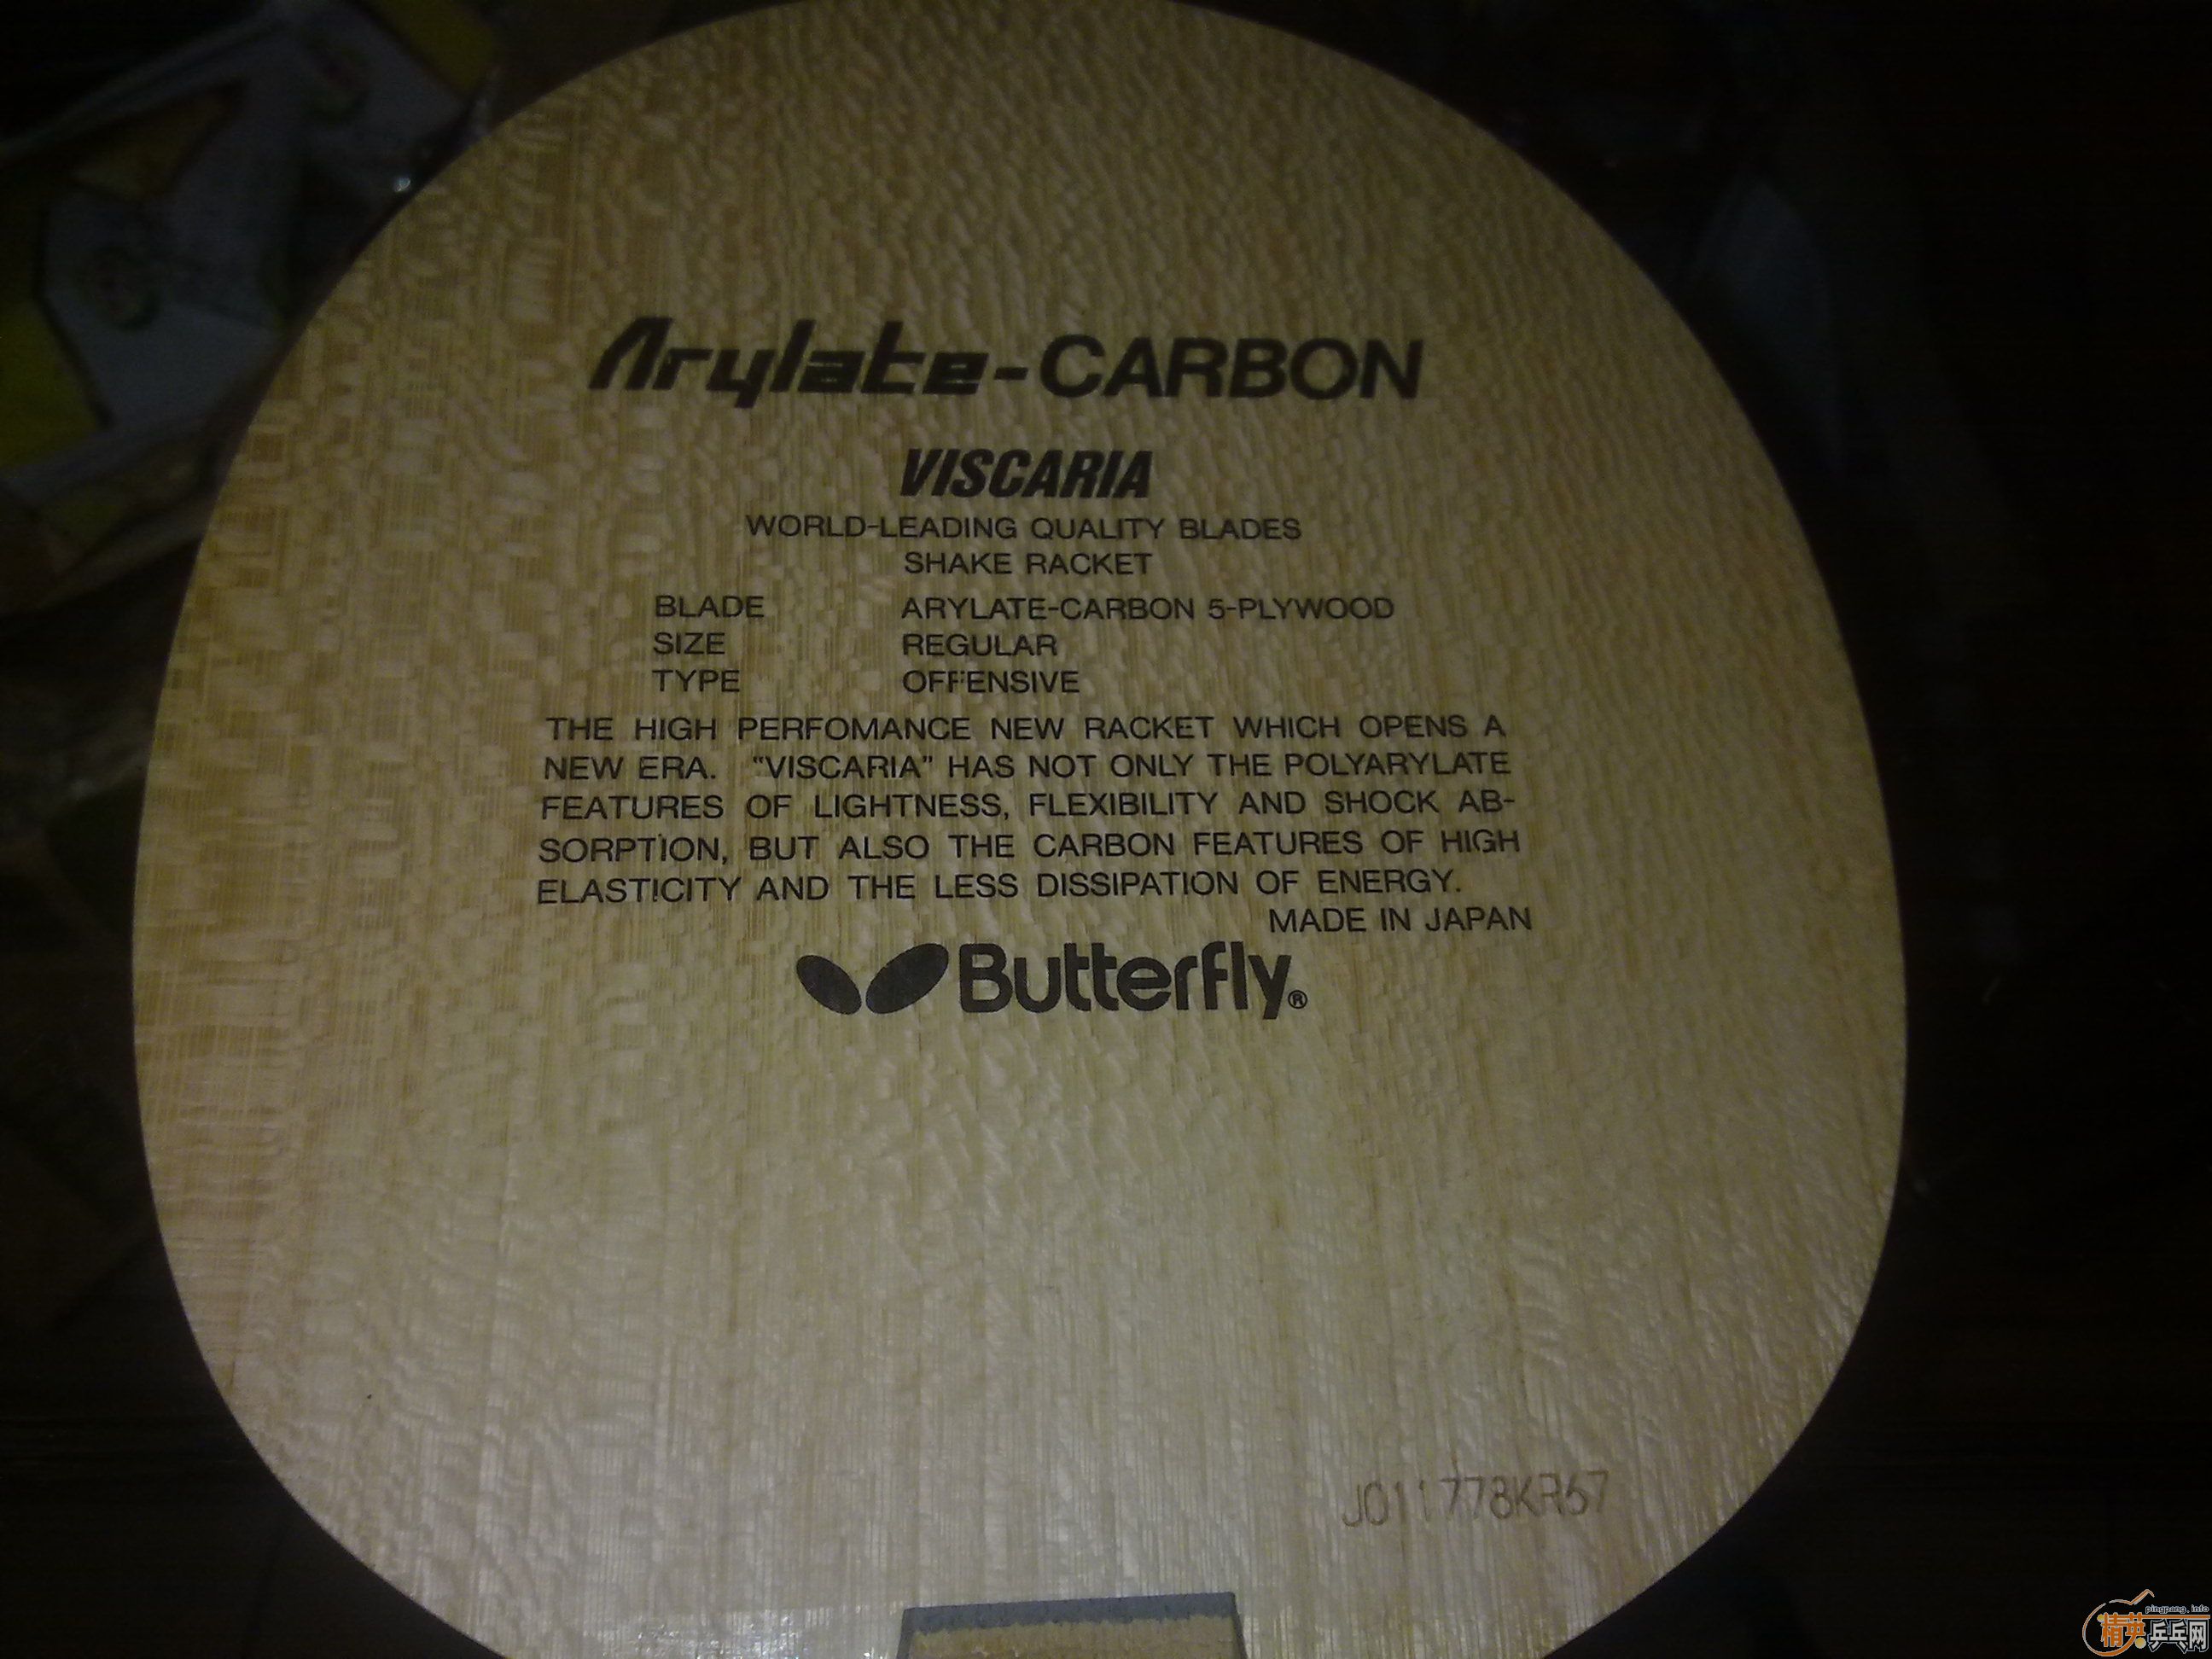 Arylate-CARBON
VISCARIA
WORLD-LEADING QUALITY BLADES
SHAKE RACKET
BLADE ARYLATE-CARBON 5-PLYWOOD
SIZE REGULAR
TYPE OFFENSIVE
THE HIGH PERFOMANCE NEW RACKET WHICH OPENS A
NEW ERA. "VISCARIA" HAS NOT ONLY THE POLYARYLATE
FEATURES OF LIGHTNESS, FLEXIBILITY AND SHOCK AB-
SORPTION, BUT ALSO THE CARBON FEATURES OF HIGH
ELASTICITY AND THE LESS DISSIPATION OF ENERGY.
MADE IN JAPAN
Butterfly®
pingpang.info
精英乒乓网